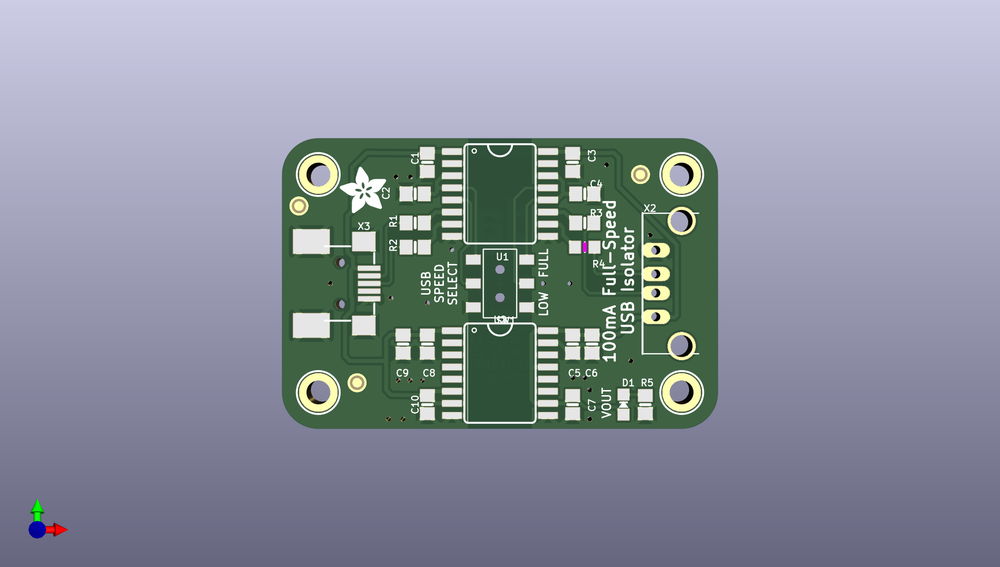 C1
C3
C2
C4
R1
R3
R2
R4
X3
X2
U1
USB
SPEED
SELECT
FULL
LOW
100mA Full-Speed
USB Isolator
C9
C8
C5
C6
C10
C7
VOUT
D1
R5